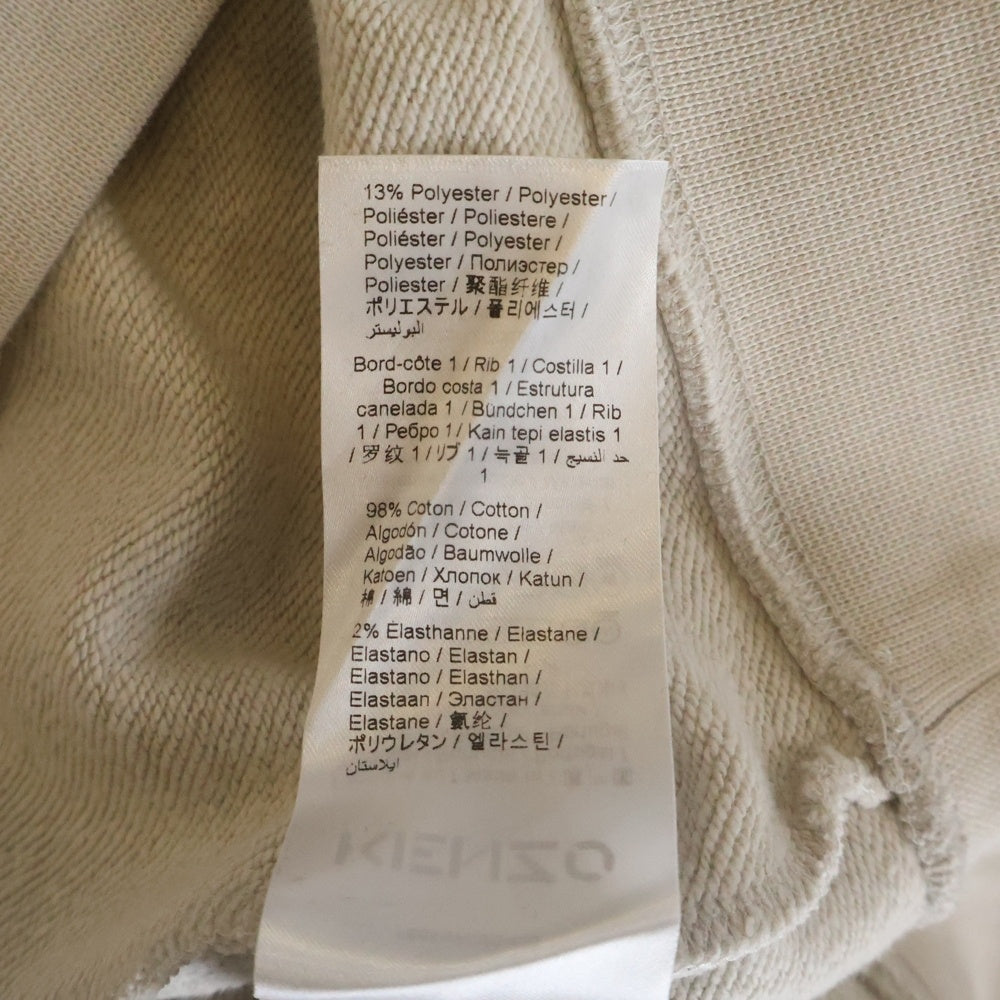 13% Polyester / Polyester /
Poliéster / Poliestere /
Poliéster / Polyester /
Polyester / Полиэстер /
Poliester / 聚酯纤维 /
ポリエステル / 폴리에스터 /
البوليستر
Bord-côte 1 / Rib 1 / Costilla 1 /
Bordo costa 1 / Estrutura
canelada 1 / Bündchen 1 / Rib
1 / Ребро 1 / Kain tepi elastis 1
/ 罗纹 1 / リブ 1 / 늑골 1 / حد النسيج
1
98% Coton / Cotton /
Algodón / Cotone /
Algodão / Baumwolle /
Katoen / Хлопок / Katun /
棉 / 綿 / 면 / قطن
2% Élasthanne / Elastane /
Elastano / Elastan /
Elastano / Elasthan /
Elastaan / Эластан /
Elastane / 氨纶 /
ポリウレタン / 엘라스틴 /
ايلاستان
KENZO